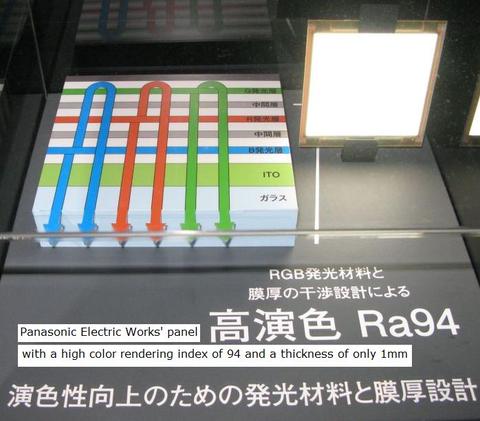 G発光層
中間層
R発光層
中間層
B発光層
ITO
ガラス
RGB発光材料と
膜厚の干渉設計による
高演色 Ra94
Panasonic Electric Works' panel
with a high color rendering index of 94 and a thickness of only 1mm
演色性向上のための発光材料と膜厚設計